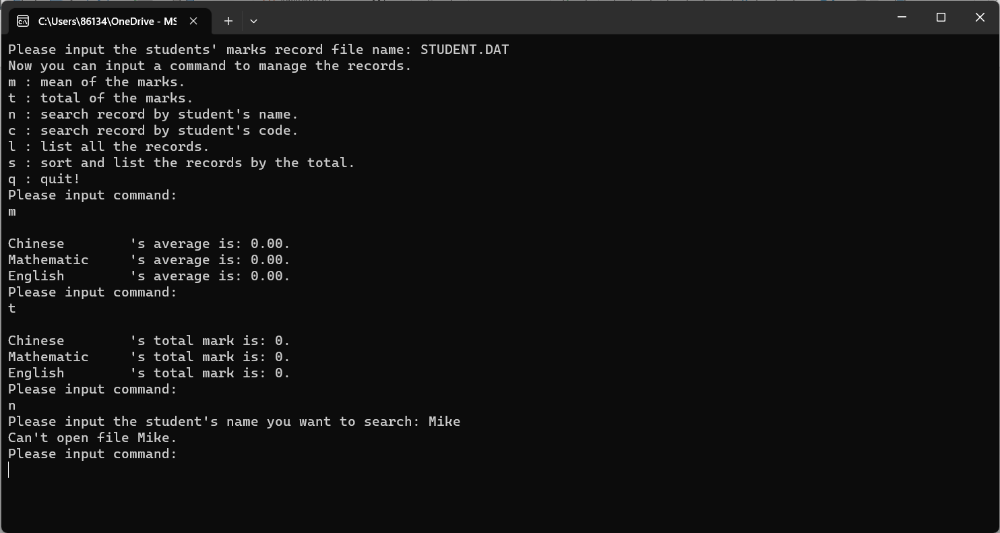 C:\Users\86134\OneDrive - MS
Please input the students' marks record file name: STUDENT.DAT
Now you can input a command to manage the records.
m : mean of the marks.
t : total of the marks.
n : search record by student's name.
c : search record by student's code.
l : list all the records.
s : sort and list the records by the total.
q : quit!
Please input command:
m
Chinese        's average is: 0.00.
Mathematic     's average is: 0.00.
English        's average is: 0.00.
Please input command:
t
Chinese        's total mark is: 0.
Mathematic     's total mark is: 0.
English        's total mark is: 0.
Please input command:
n
Please input the student's name you want to search: Mike
Can't open file Mike.
Please input command: